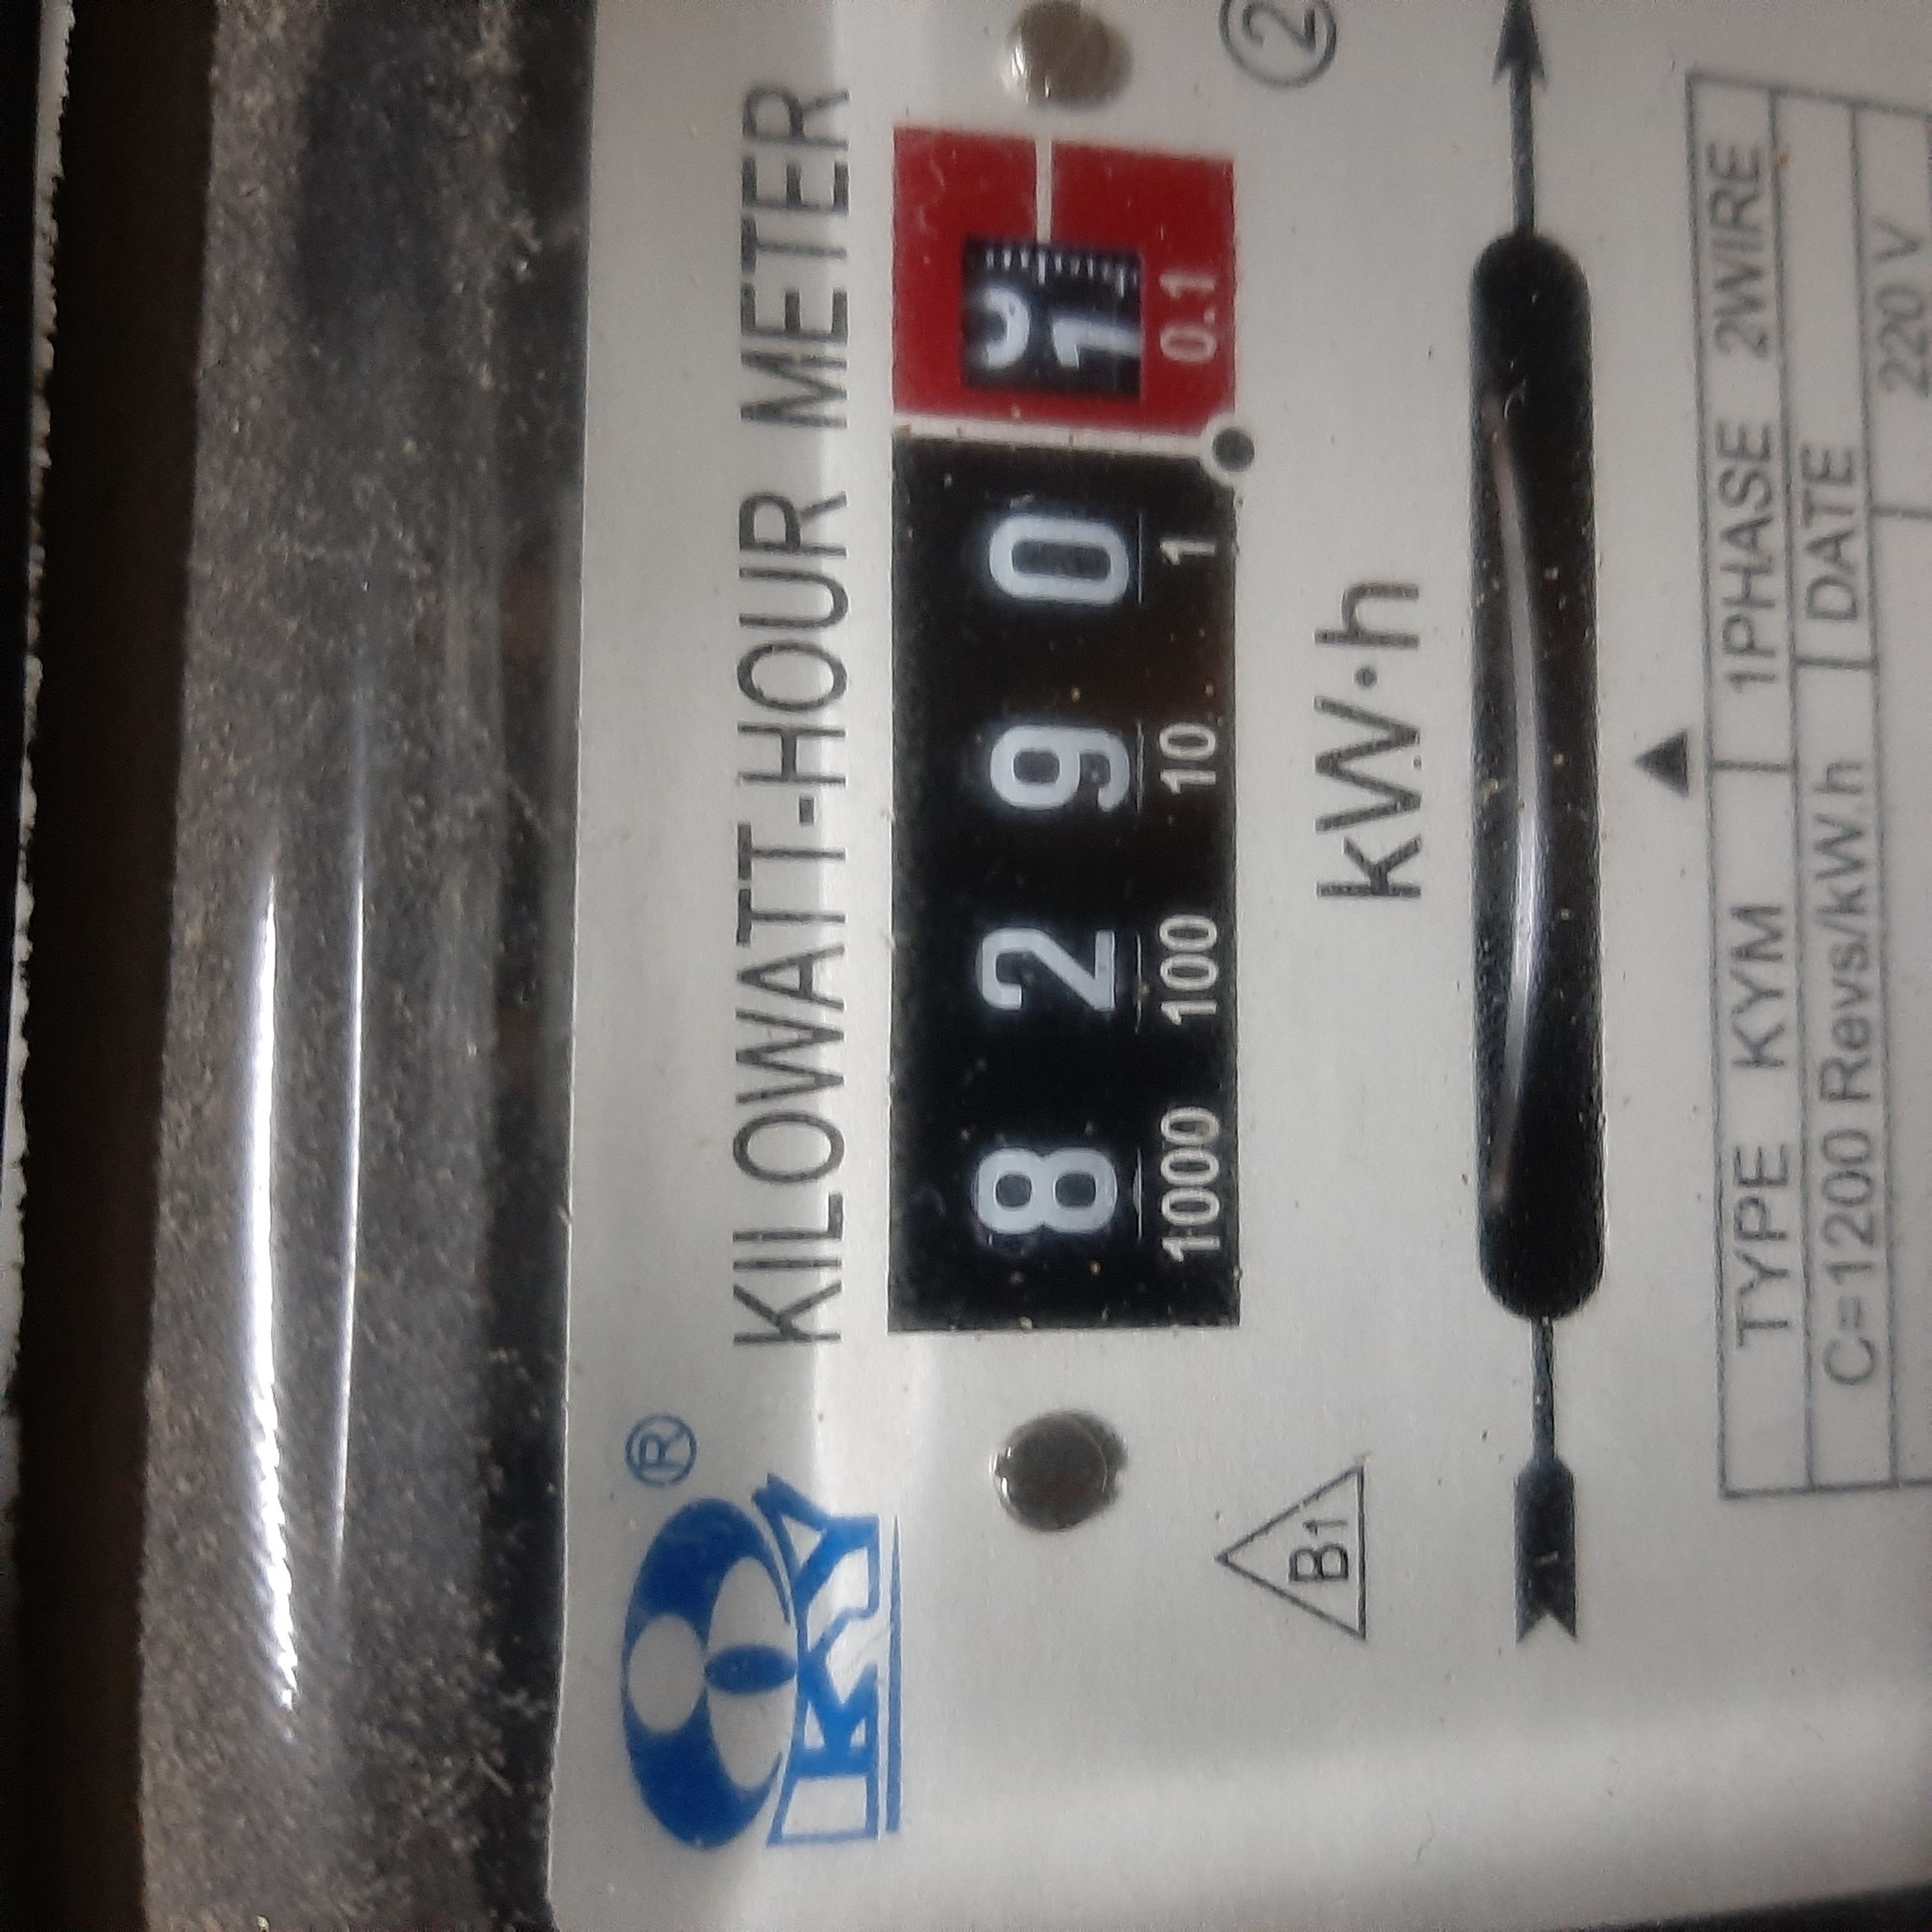 KY ®
KILOWATT-HOUR METER
8 2 9 0
1000 100 10 1 0.1
B1
2
kW·h
TYPE KYM 1PHASE 2WIRE
C=1200 Revs/kW.h DATE
220 V